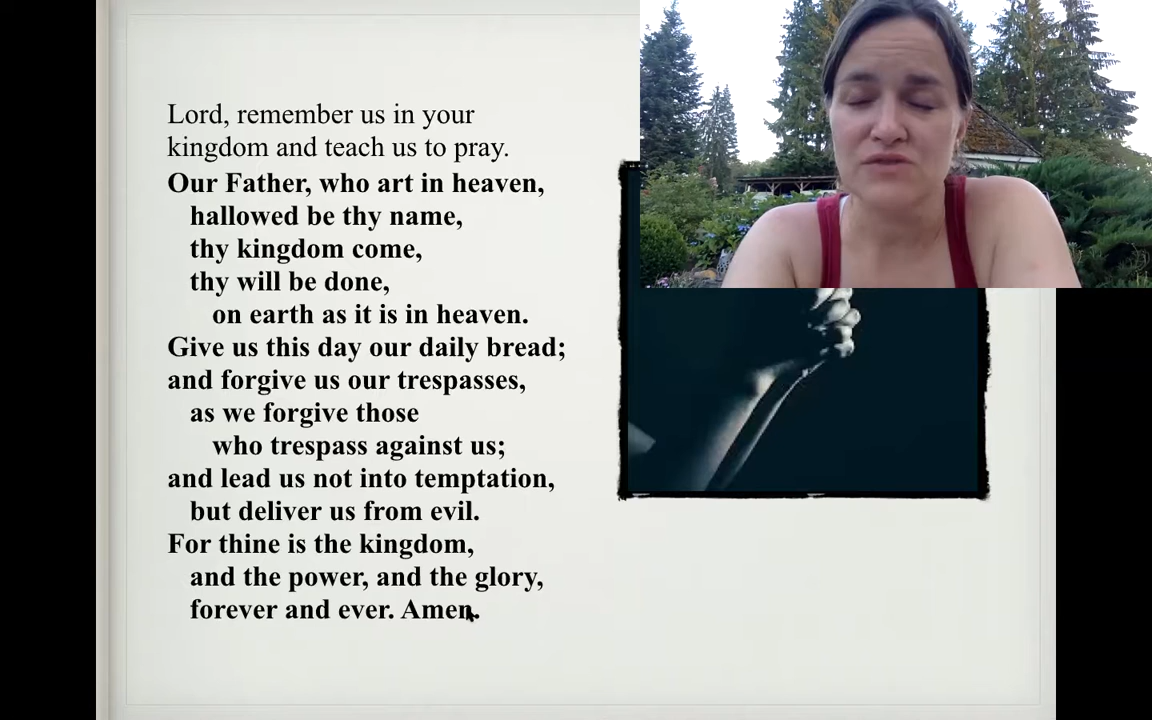 Lord, remember us in your
kingdom and teach us to pray.
Our Father, who art in heaven,
hallowed be thy name,
thy kingdom come,
thy will be done,
on earth as it is in heaven.
Give us this day our daily bread;
and forgive us our trespasses,
as we forgive those
who trespass against us;
and lead us not into temptation,
but deliver us from evil.
For thine is the kingdom,
and the power, and the glory,
forever and ever. Amen.